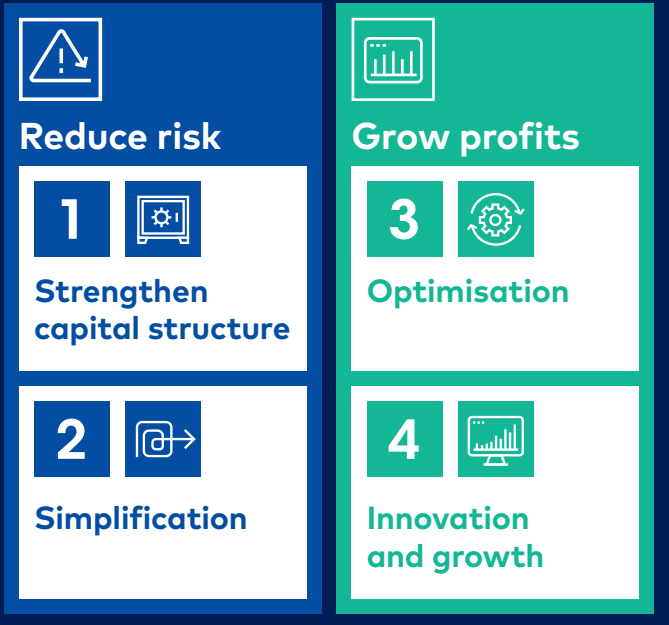 Reduce risk
1
Strengthen
capital structure
2
Simplification
Grow profits
3
Optimisation
4
Innovation
and growth